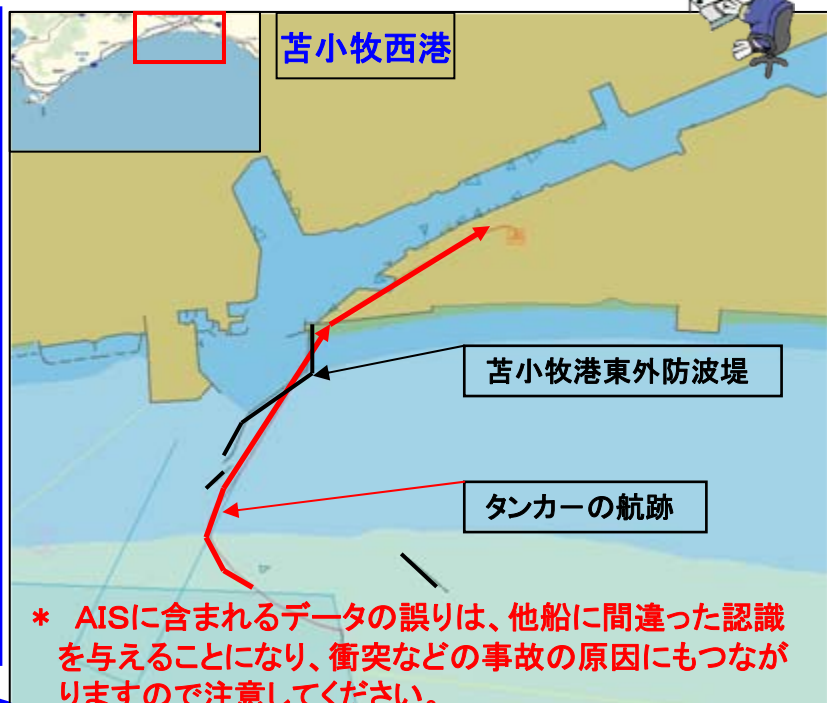 苫小牧西港
苫小牧港東外防波堤
タンカーの航跡
* AISに含まれるデータの誤りは、他船に間違った認識
を与えることになり、衝突などの事故の原因にもつなが
りますので注意してください。